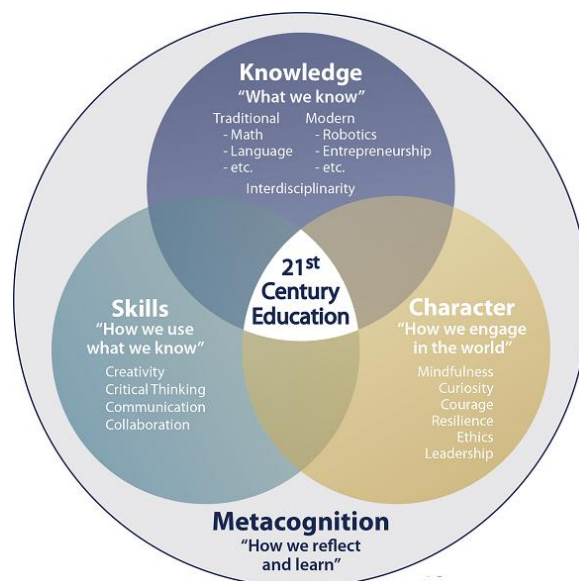 Knowledge
“What we know”
Traditional
- Math
- Language
- etc.
Modern
- Robotics
- Entrepreneurship
- etc.
Interdisciplinarity
21st
Century
Education
Skills
“How we use
what we know”
Creativity
Critical Thinking
Communication
Collaboration
Character
“How we engage
in the world”
Mindfulness
Curiosity
Courage
Resilience
Ethics
Leadership
Metacognition
“How we reflect
and learn”